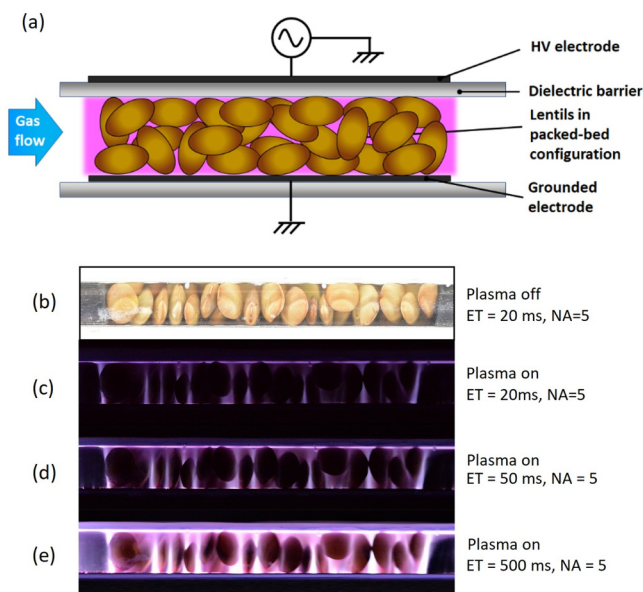 (a)
HV electrode
Dielectric barrier
Gas
flow
Lentils in
packed-bed
configuration
Grounded
electrode
(b)
Plasma off
ET = 20 ms, NA=5
(c)
Plasma on
ET = 20ms, NA=5
(d)
Plasma on
ET = 50 ms, NA = 5
(e)
Plasma on
ET = 500 ms, NA = 5